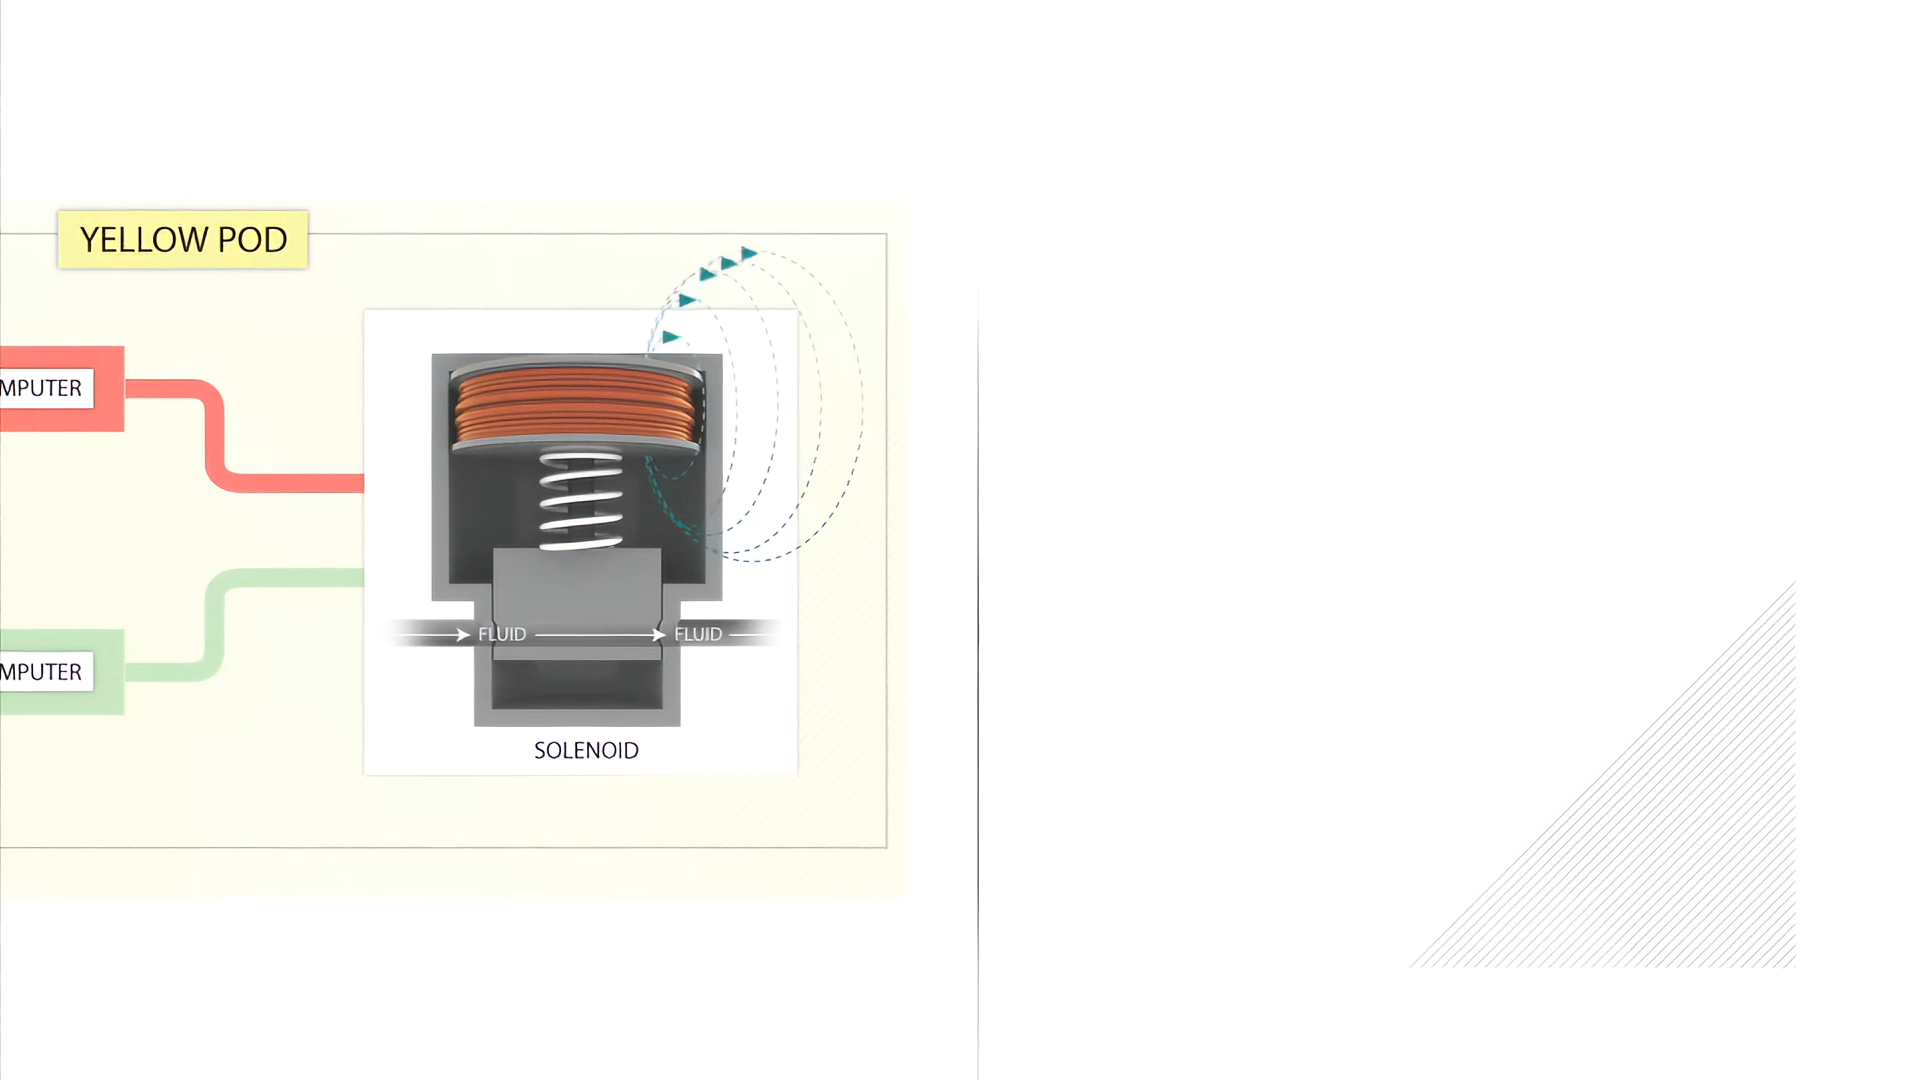 YELLOW POD
MPUTER
FLUID
FLUID
MPUTER
SOLENOID